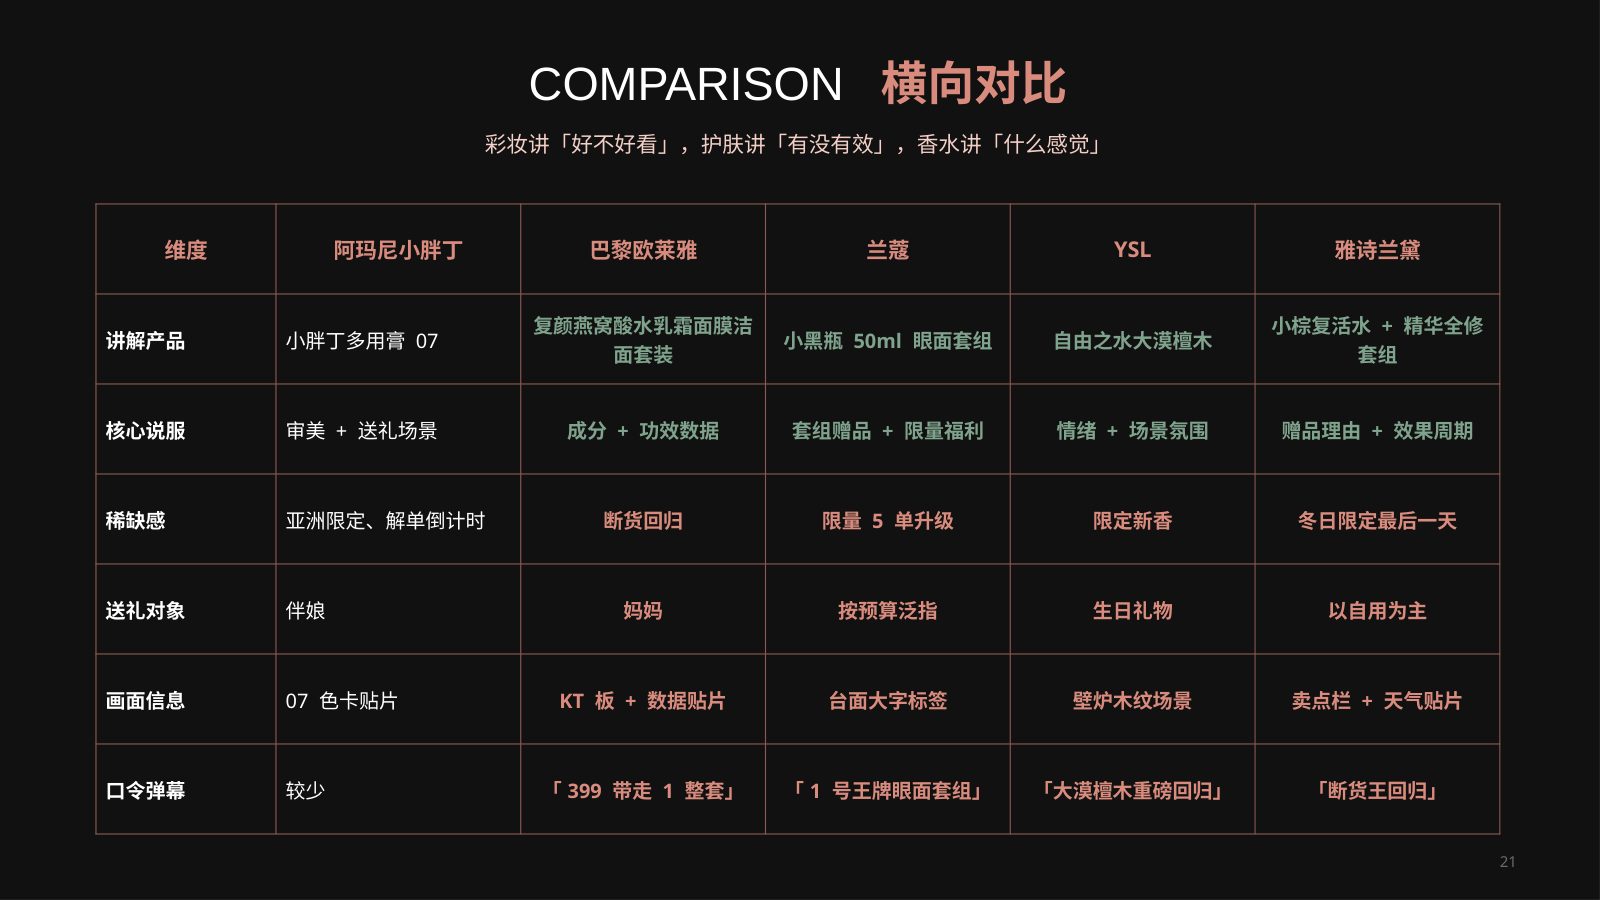 COMPARISON 横向对比
彩妆讲「好不好看」，护肤讲「有没有效」，香水讲「什么感觉」
维度 阿玛尼小胖丁 巴黎欧莱雅 兰蔻 YSL 雅诗兰黛
讲解产品 小胖丁多用膏 07 复颜燕窝酸水乳霜面膜洁面套装 小黑瓶 50ml 眼面套组 自由之水大漠檀木 小棕复活水 + 精华全修套组
核心说服 审美 + 送礼场景 成分 + 功效数据 套组赠品 + 限量福利 情绪 + 场景氛围 赠品理由 + 效果周期
稀缺感 亚洲限定、解单倒计时 断货回归 限量 5 单升级 限定新香 冬日限定最后一天
送礼对象 伴娘 妈妈 按预算泛指 生日礼物 以自用为主
画面信息 07 色卡贴片 KT 板 + 数据贴片 台面大字标签 壁炉木纹场景 卖点栏 + 天气贴片
口令弹幕 较少 「399 带走 1 整套」 「1 号王牌眼面套组」 「大漠檀木重磅回归」 「断货王回归」
21